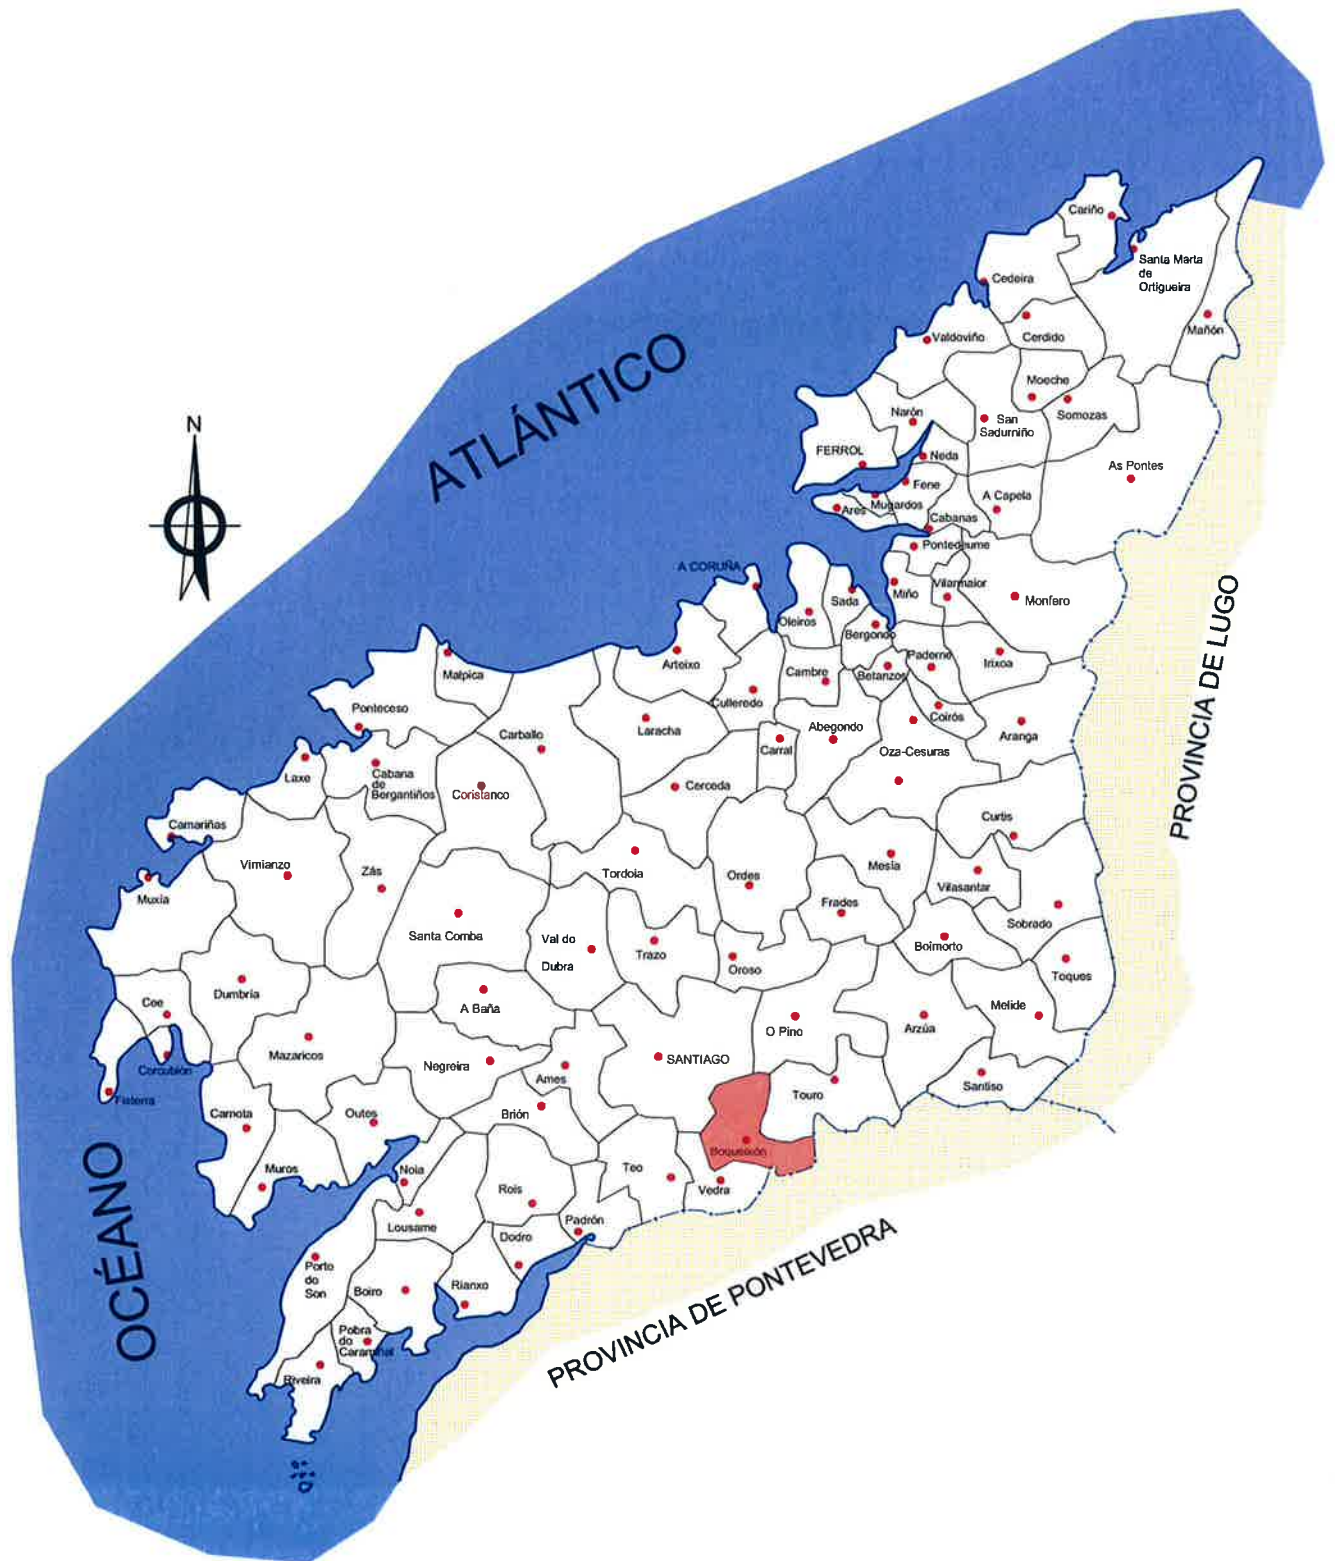 Cariño
Santa Marta
de
Ortigueira
Cedeira
Mañón
Valdoviño
Cerdido
ATLÁNTICO
Moeche
Somozas
Narón
San
Sadurniño
N
FERROL
Neda
As Pontes
Fene
Mugardos
Ares
A Capela
Cabanas
Pontedeume
A CORUÑA
Miño
Vilarmaior
Monfero
Sada
Oleiros
Bergondo
PROVINCIA DE LUGO
Paderne
Irixoa
Arteixo
Cambre
Betanzos
Malpica
Culleredo
Coirós
Ponteceso
Laracha
Abegondo
Aranga
Carballo
Carral
Oza-Cesuras
Laxe
Cabana
de
Bergantiños
Coristanco
Cerceda
Curtis
Camariñas
Vimianzo
Zás
Tordoia
Ordes
Mesía
Vilasantar
Muxía
Frades
Sobrado
Santa Comba
Val do
Dubra
Trazo
Oroso
Boimorto
Toques
Dumbría
Cee
A Baña
Melide
O Pino
Arzúa
Mazaricos
SANTIAGO
Corcubión
Negreira
Ames
Santiso
Fisterra
Touro
Carnota
Outes
Brión
Boqueixón
Muros
Noia
Teo
Vedra
Rois
Lousame
Padrón
Dodro
OCÉANO
Porto
do
Son
Boiro
Rianxo
PROVINCIA DE PONTEVEDRA
Pobra
do
Caramiñal
Riveira